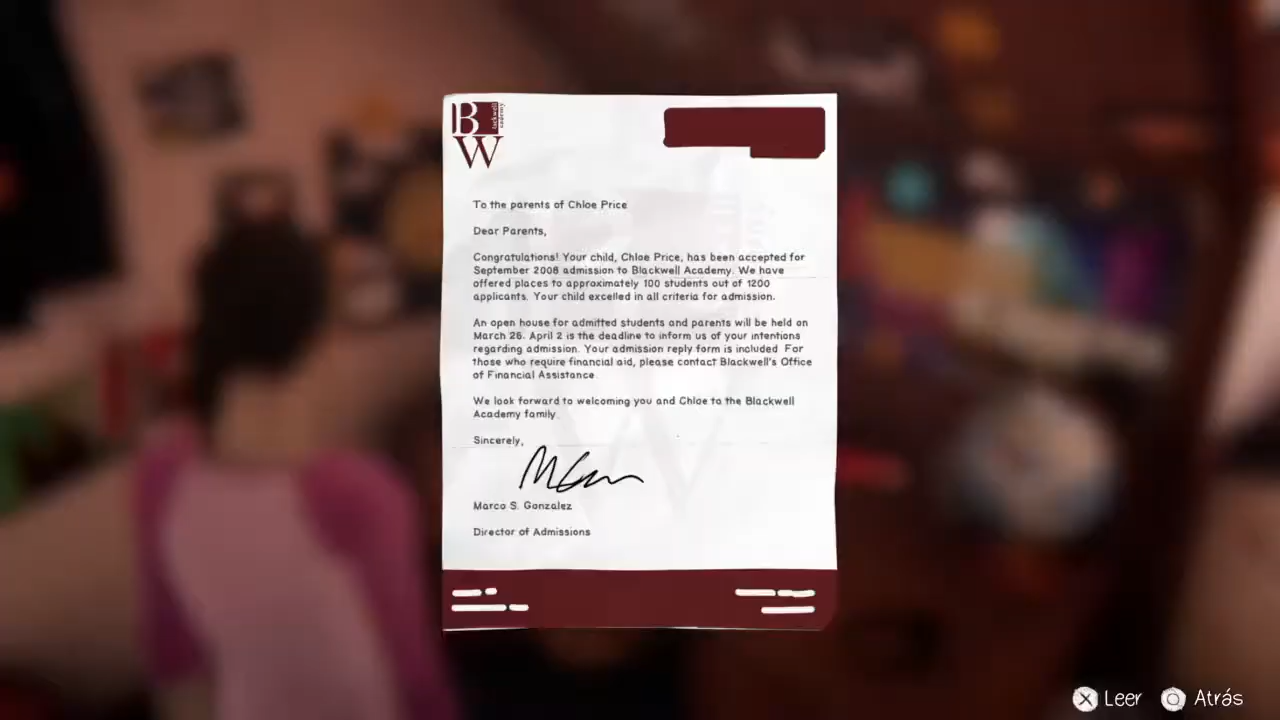 B
lackwell
cademy
W
To the parents of Chloe Price
Dear Parents,
Congratulations! Your child, Chloe Price, has been accepted for
September 2008 admission to Blackwell Academy. We have
offered places to approximately 100 students out of 1200
applicants. Your child excelled in all criteria for admission.
An open house for admitted students and parents will be held on
March 26. April 2 is the deadline to inform us of your intentions
regarding admission. Your admission reply form is included. For
those who require financial aid, please contact Blackwell's Office
of Financial Assistance.
We look forward to welcoming you and Chloe to the Blackwell
Academy family.
Sincerely,
Marco S. Gonzalez
Director of Admissions
Leer Atrás